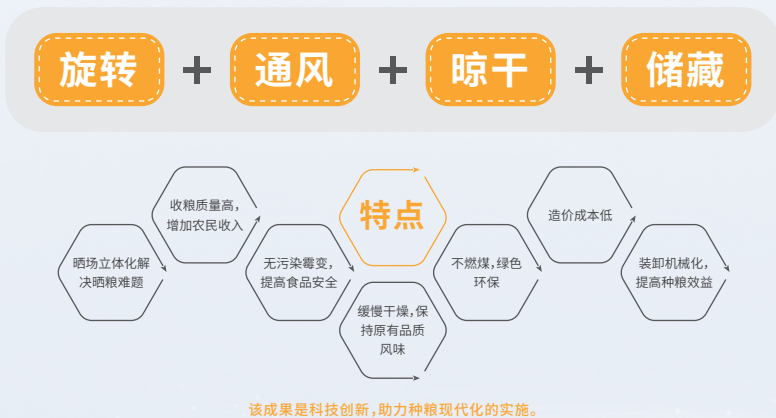 旋转 + 通风 + 晾干 + 储藏
特点
晒场立体化解
决晒粮难题
收粮质量高，
增加农民收入
无污染霉变，
提高食品安全
缓慢干燥，保
持原有品质
风味
不燃煤，绿色
环保
造价成本低
装卸机械化，
提高种粮效益
该成果是科技创新，助力种粮现代化的实施。